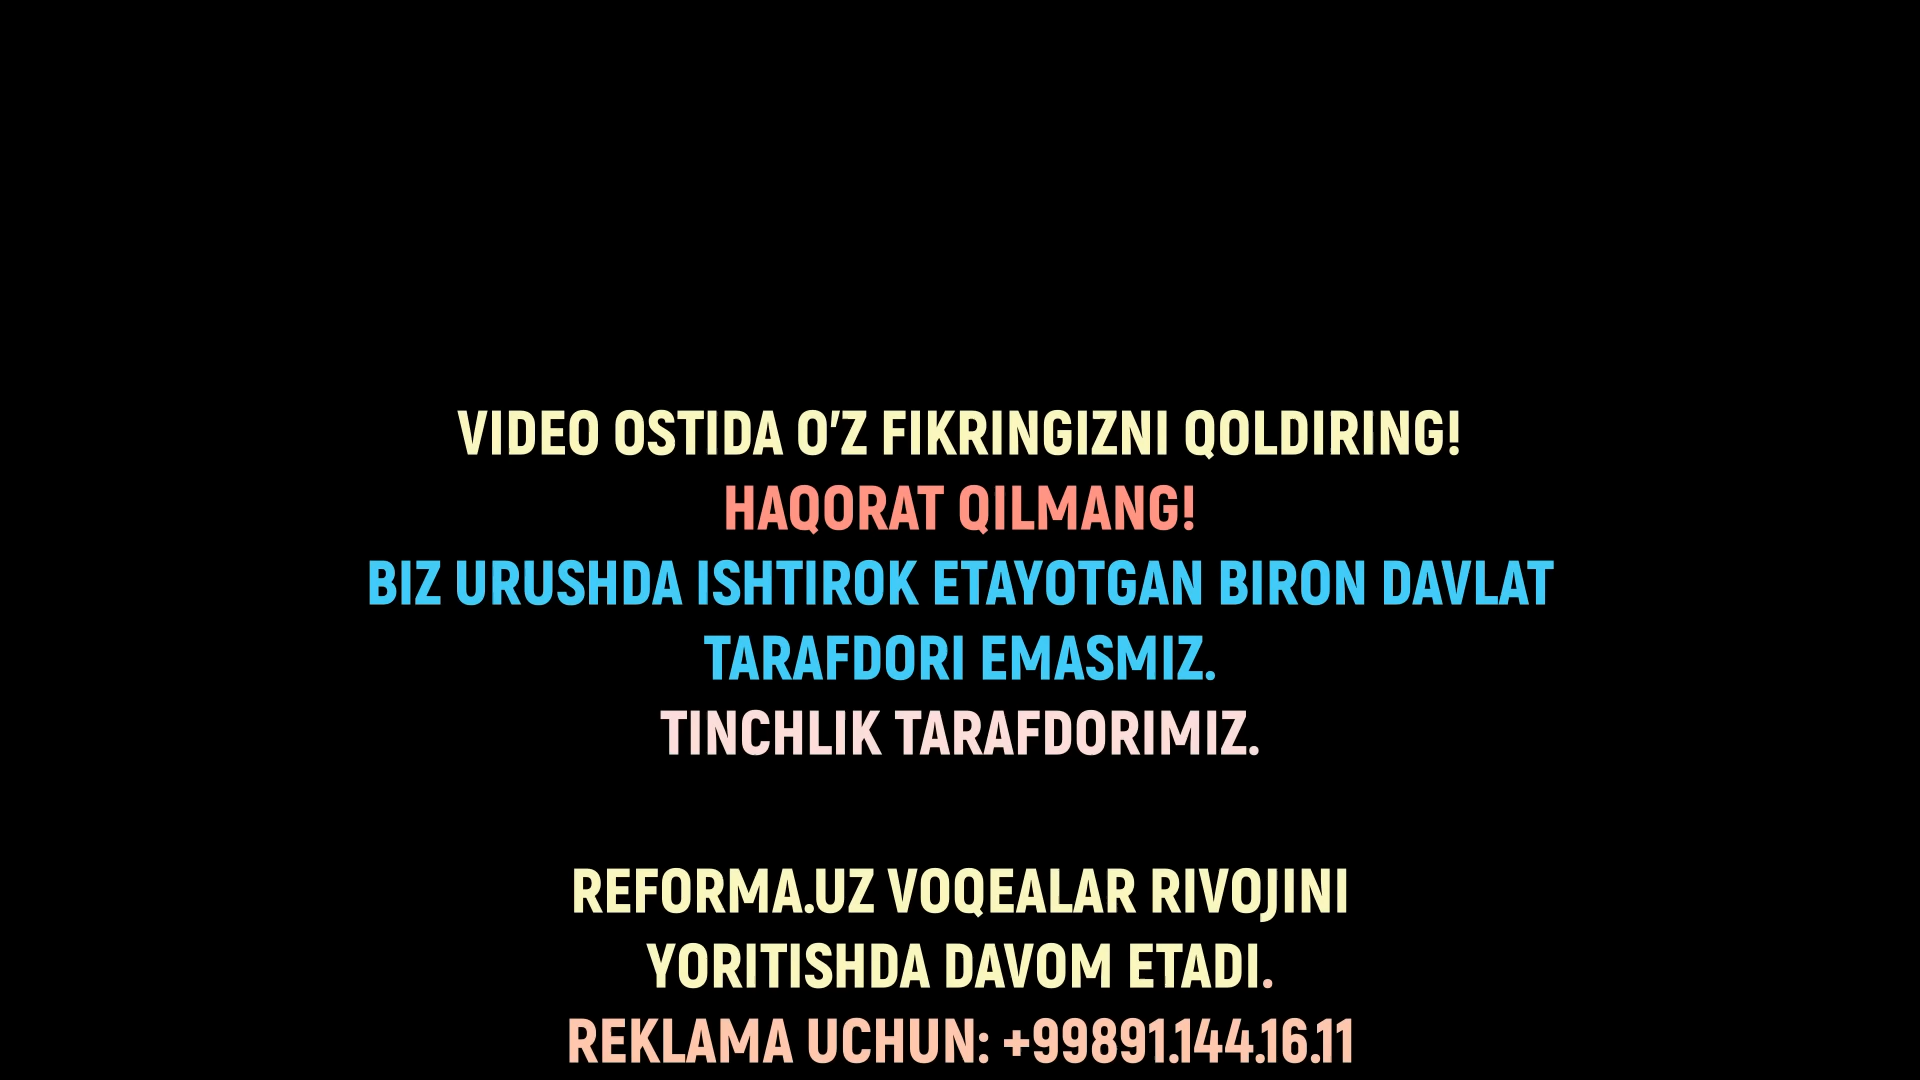 VIDEO OSTIDA O'Z FIKRINGIZNI QOLDIRING!
HAQORAT QILMANG!
BIZ URUSHDA ISHTIROK ETAYOTGAN BIRON DAVLAT
TARAFDORI EMASMIZ.
TINCHLIK TARAFDORIMIZ.
REFORMA.UZ VOQEALAR RIVOJINI
YORITISHDA DAVOM ETADI.
REKLAMA UCHUN: +99891.144.16.11